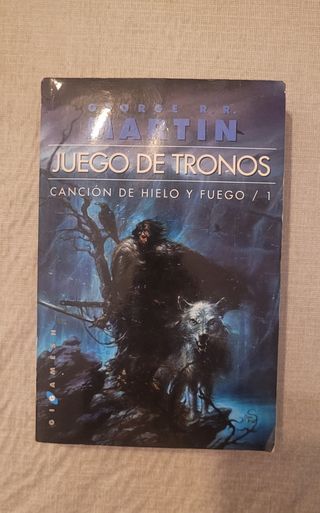 GEORGE R.R.
MARTIN
JUEGO DE TRONOS
CANCIÓN DE HIELO Y FUEGO / 1
GIGAMESH